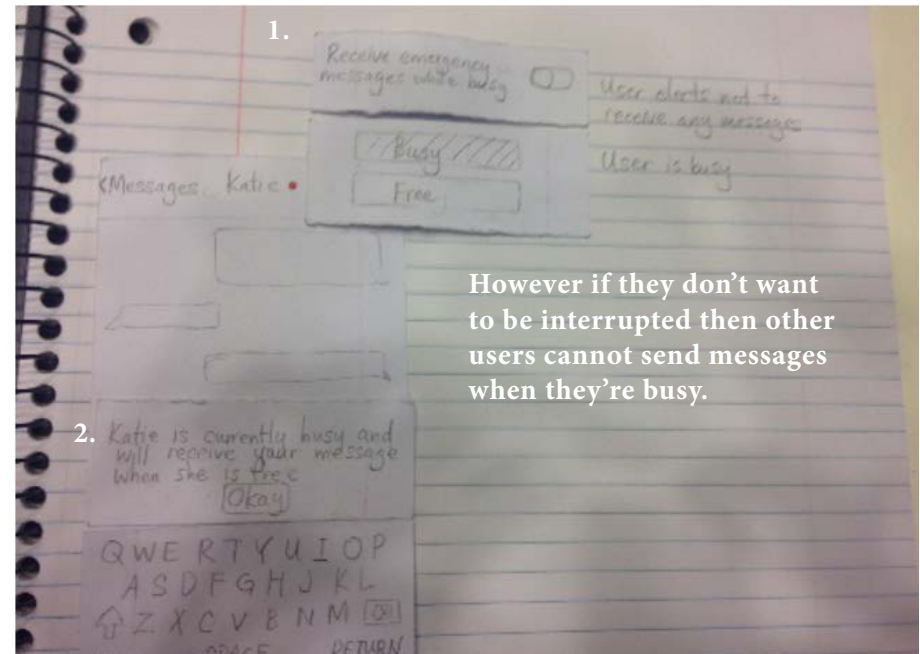 1.
Receive emergency
messages while busy
User alerts not to
receive any messages
Busy
User is busy
Free
<Messages Katie
However if they don't want
to be interrupted then other
users cannot send messages
when they're busy.
2.
Katie is currently busy and
will receive your message
when she is free
Okay
QWERTYUIOP
ASDFGHJKL
ZXCVBNM
SPACE RETURN